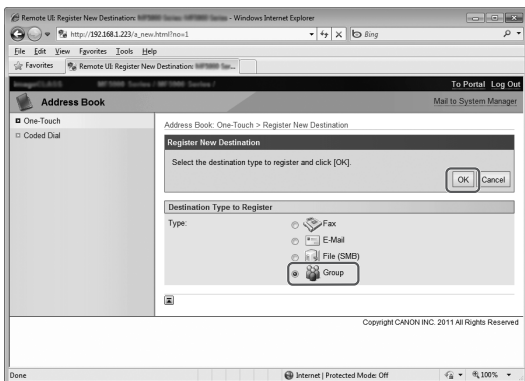 Remote UI: Register New Destination: - Windows Internet Explorer
http://192.168.1.223/a_new.html?no=1
Bing
File Edit View Favorites Tools Help
Favorites Remote UI: Register New Destination:
To Portal Log Out
Address Book
Mail to System Manager
One-Touch
Coded Dial
Address Book: One-Touch > Register New Destination
Register New Destination
Select the destination type to register and click [OK].
OK Cancel
Destination Type to Register
Type:
Fax
E-Mail
File (SMB)
Group
Copyright CANON INC. 2011 All Rights Reserved
Done
Internet | Protected Mode: Off
100%